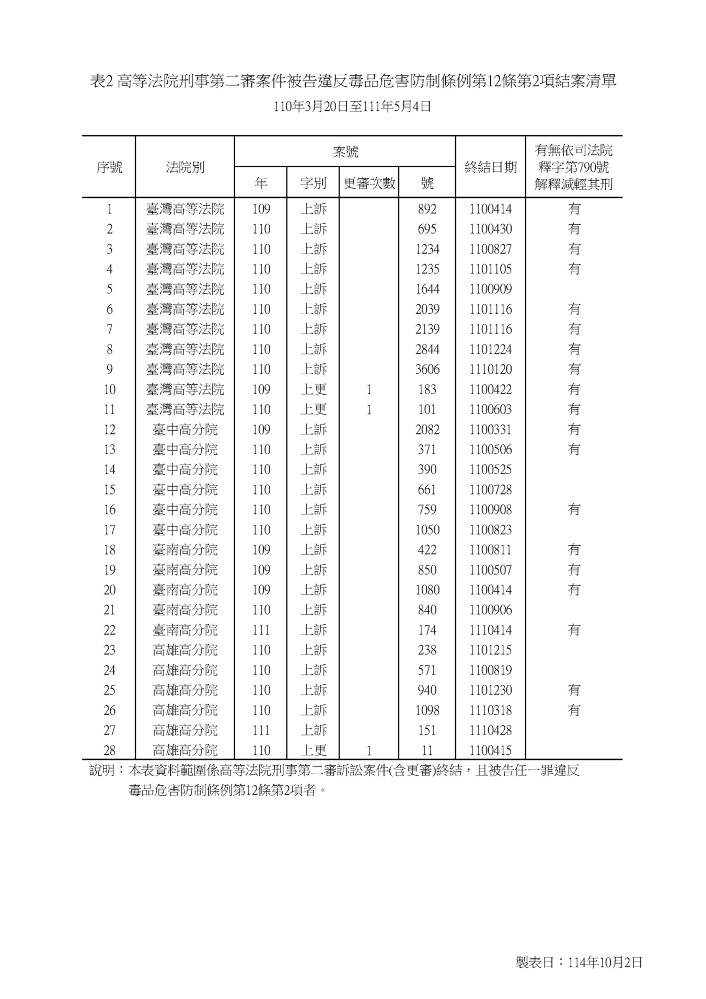 表2 高等法院刑事第二審案件被告違反毒品危害防制條例第12條第2項結案清單
110年3月20日至111年5月4日
序號 法院別 案號 終結日期 有無依司法院釋字第790號解釋減輕其刑
年 字別 更審次數 號
1 臺灣高等法院 109 上訴 892 1100414 有
2 臺灣高等法院 110 上訴 695 1100430 有
3 臺灣高等法院 110 上訴 1234 1100827 有
4 臺灣高等法院 110 上訴 1235 1101105 有
5 臺灣高等法院 110 上訴 1644 1100909
6 臺灣高等法院 110 上訴 2039 1101116 有
7 臺灣高等法院 110 上訴 2139 1101116 有
8 臺灣高等法院 110 上訴 2844 1101224 有
9 臺灣高等法院 110 上訴 3606 1110120 有
10 臺灣高等法院 109 上更 1 183 1100422 有
11 臺灣高等法院 110 上更 1 101 1100603 有
12 臺中高分院 109 上訴 2082 1100331 有
13 臺中高分院 110 上訴 371 1100506 有
14 臺中高分院 110 上訴 390 1100525
15 臺中高分院 110 上訴 661 1100728
16 臺中高分院 110 上訴 759 1100908 有
17 臺中高分院 110 上訴 1050 1100823
18 臺南高分院 109 上訴 422 1100811 有
19 臺南高分院 109 上訴 850 1100507 有
20 臺南高分院 109 上訴 1080 1100414 有
21 臺南高分院 110 上訴 840 1100906
22 臺南高分院 111 上訴 174 1110414 有
23 高雄高分院 110 上訴 238 1101215
24 高雄高分院 110 上訴 571 1100819
25 高雄高分院 110 上訴 940 1101230 有
26 高雄高分院 110 上訴 1098 1110318 有
27 高雄高分院 111 上訴 151 1110428
28 高雄高分院 110 上更 1 11 1100415
說明：本表資料範圍係高等法院刑事第二審訴訟案件(含更審)終結，且被告任一罪違反
毒品危害防制條例第12條第2項者。
製表日：114年10月2日